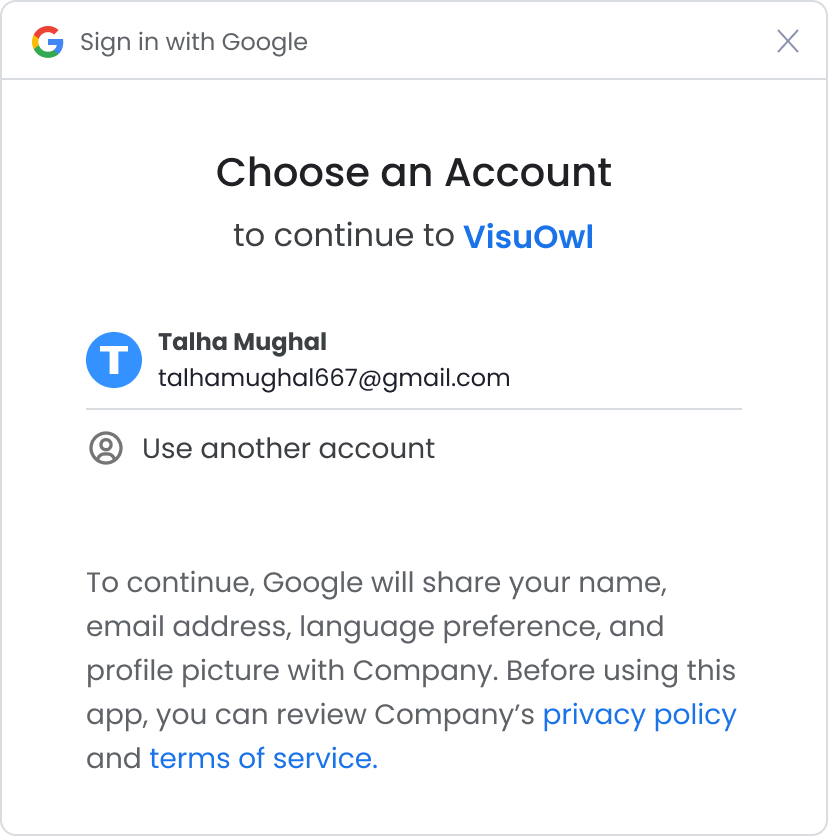 Sign in with Google
Choose an Account
to continue to VisuOwl
T
Talha Mughal
talhamughal667@gmail.com
Use another account
To continue, Google will share your name,
email address, language preference, and
profile picture with Company. Before using this
app, you can review Company’s privacy policy
and terms of service.